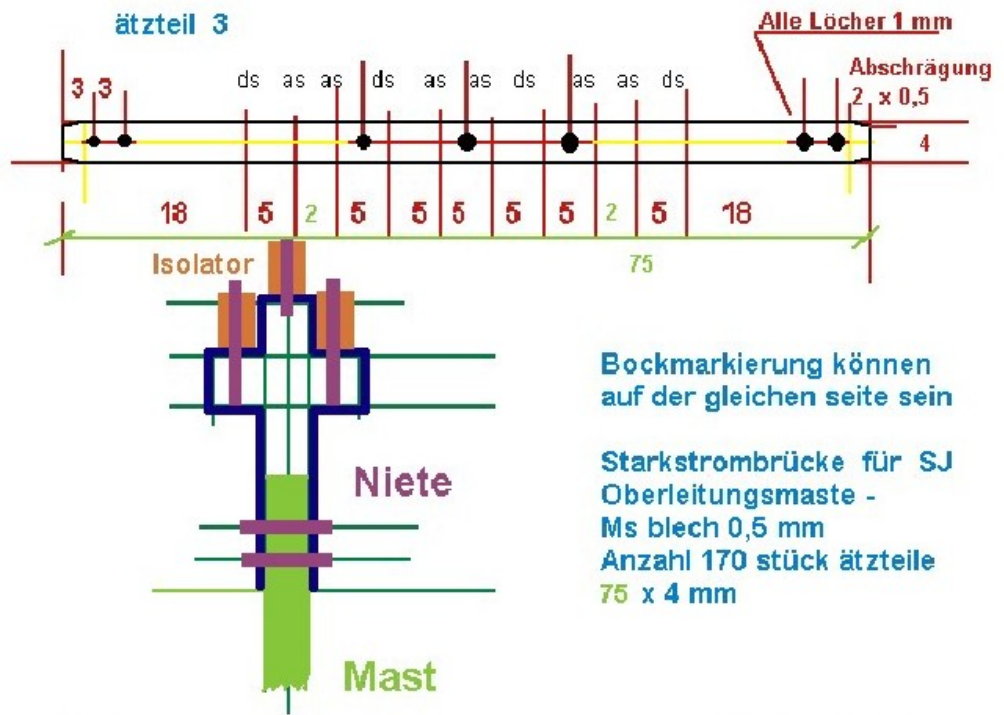 ätzteil 3
Alle Löcher 1 mm
Abschrägung
2 x 0,5
3 3
ds as as ds as as ds as as ds
4
18 5 2 5 5 5 5 5 2 5 18
75
Isolator
Bockmarkierung können
auf der gleichen seite sein
Niete
Starkstrombrücke für SJ
Oberleitungsmaste -
Ms blech 0,5 mm
Anzahl 170 stück ätzteile
75 x 4 mm
Mast